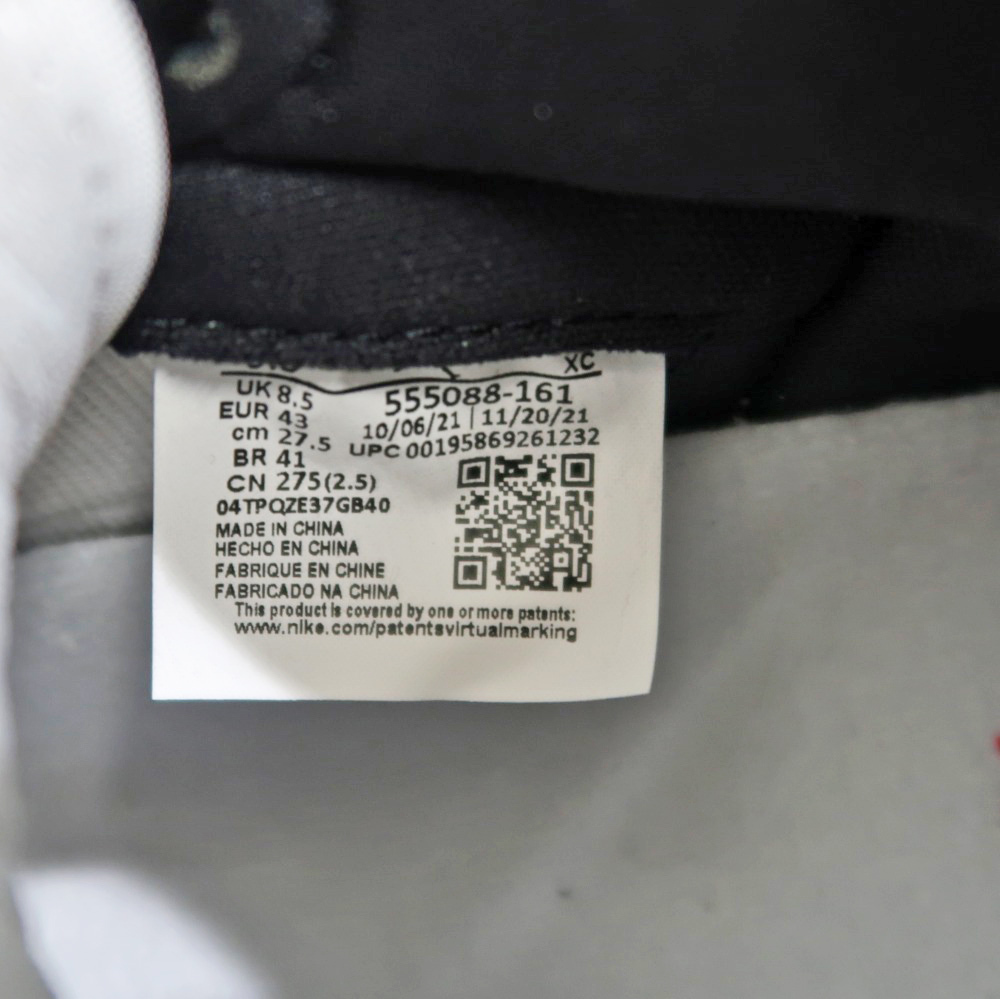 XC
UK 8.5
EUR 43
cm 27.5
BR 41
CN 275(2.5)
555088-161
10/06/21 | 11/20/21
UPC 00195869261232
04TPQZE37GB40
MADE IN CHINA
HECHO EN CHINA
FABRIQUE EN CHINE
FABRICADO NA CHINA
This product is covered by one or more patents:
www.nike.com/patentsvirtualmarking